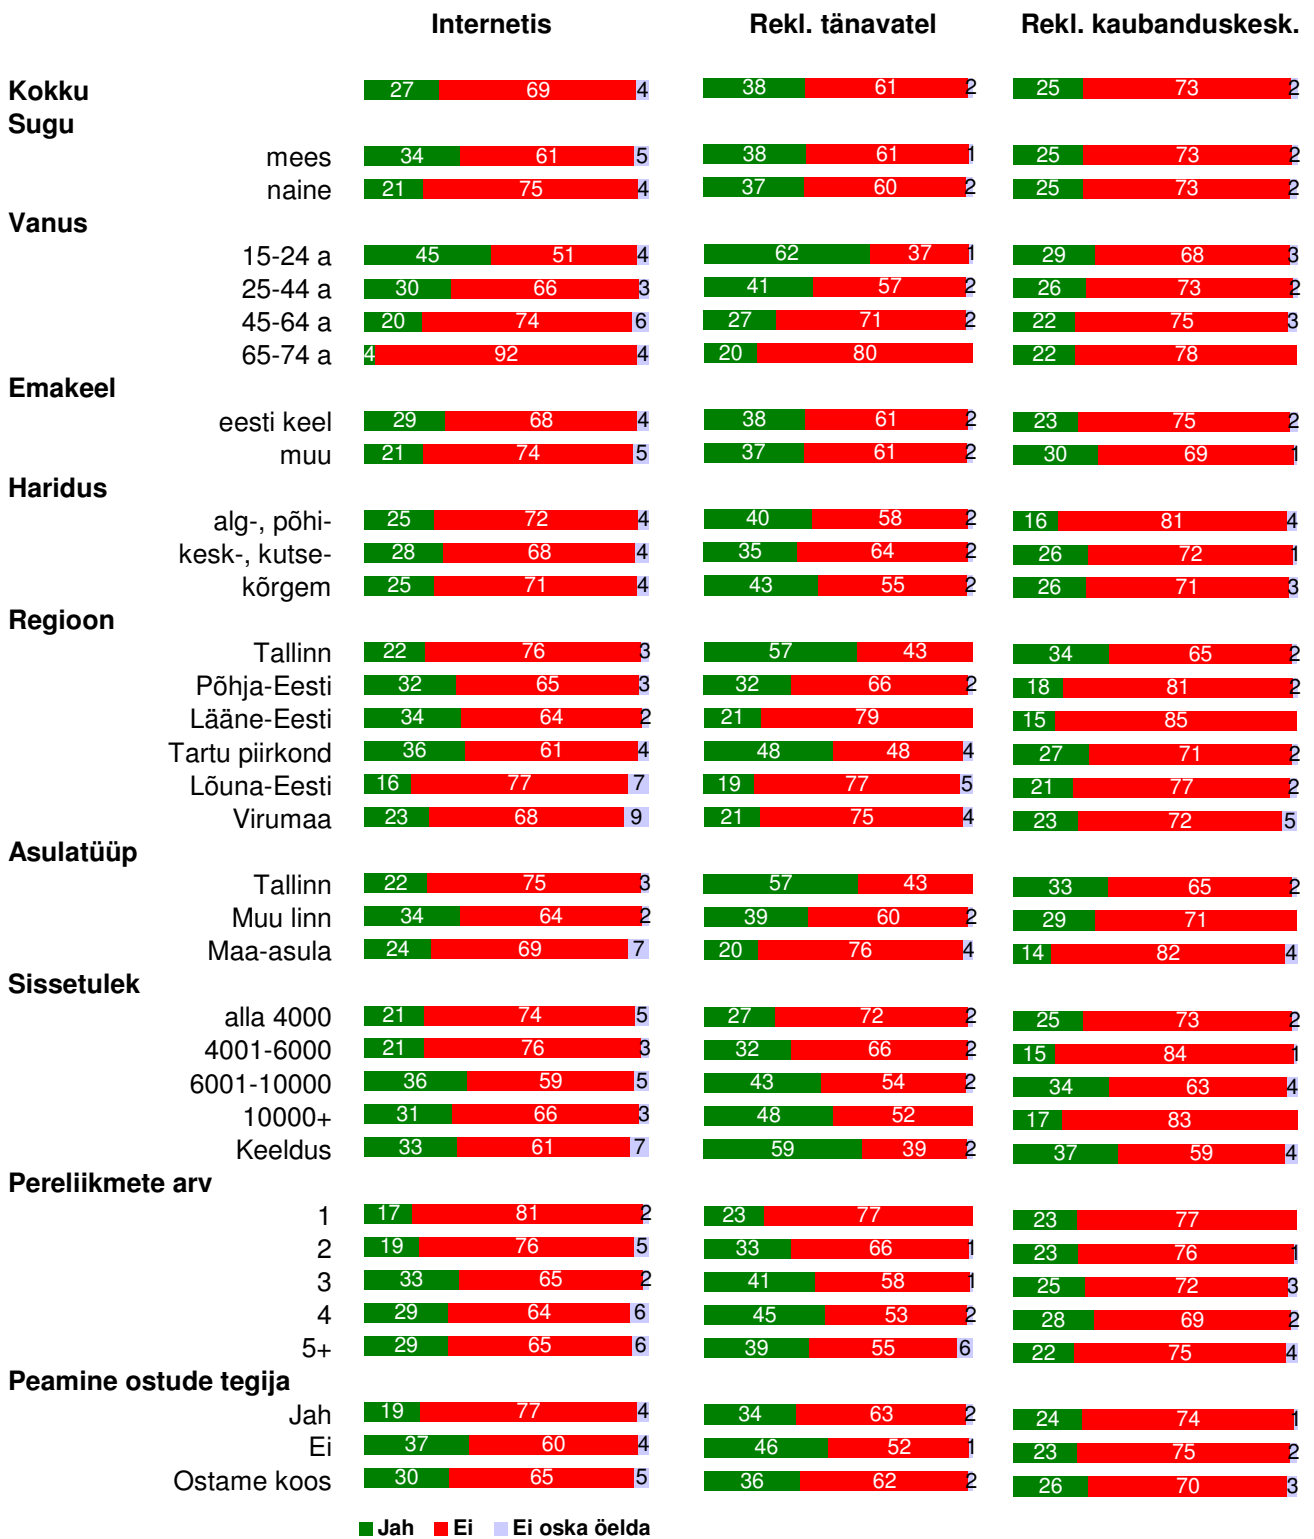 Internetis Rekl. tänavatel Rekl. kaubanduskesk.
Kokku 27 69 4 38 61 2 25 73 2
Sugu
mees 34 61 5 38 61 1 25 73 2
naine 21 75 4 37 60 2 25 73 2
Vanus
15-24 a 45 51 4 62 37 1 29 68 3
25-44 a 30 66 3 41 57 2 26 73 2
45-64 a 20 74 6 27 71 2 22 75 3
65-74 a 4 92 4 20 80 22 78
Emakeel
eesti keel 29 68 4 38 61 2 23 75 2
muu 21 74 5 37 61 2 30 69 1
Haridus
alg-, põhi- 25 72 4 40 58 2 16 81 4
kesk-, kutse- 28 68 4 35 64 2 26 72 1
kõrgem 25 71 4 43 55 2 26 71 3
Regioon
Tallinn 22 76 3 57 43 34 65 2
Põhja-Eesti 32 65 3 32 66 2 18 81 2
Lääne-Eesti 34 64 2 21 79 15 85
Tartu piirkond 36 61 4 48 48 4 27 71 2
Lõuna-Eesti 16 77 7 19 77 5 21 77 2
Virumaa 23 68 9 21 75 4 23 72 5
Asulatüüp
Tallinn 22 75 3 57 43 33 65 2
Muu linn 34 64 2 39 60 2 29 71
Maa-asula 24 69 7 20 76 4 14 82 4
Sissetulek
alla 4000 21 74 5 27 72 2 25 73 2
4001-6000 21 76 3 32 66 2 15 84 1
6001-10000 36 59 5 43 54 2 34 63 4
10000+ 31 66 3 48 52 17 83
Keeldus 33 61 7 59 39 2 37 59 4
Pereliikmete arv
1 17 81 2 23 77 23 77
2 19 76 5 33 66 1 23 76 1
3 33 65 2 41 58 1 25 72 3
4 29 64 6 45 53 2 28 69 2
5+ 29 65 6 39 55 6 22 75 4
Peamine ostude tegija
Jah 19 77 4 34 63 2 24 74 1
Ei 37 60 4 46 52 1 23 75 2
Ostame koos 30 65 5 36 62 2 26 70 3
Jah Ei Ei oska öelda